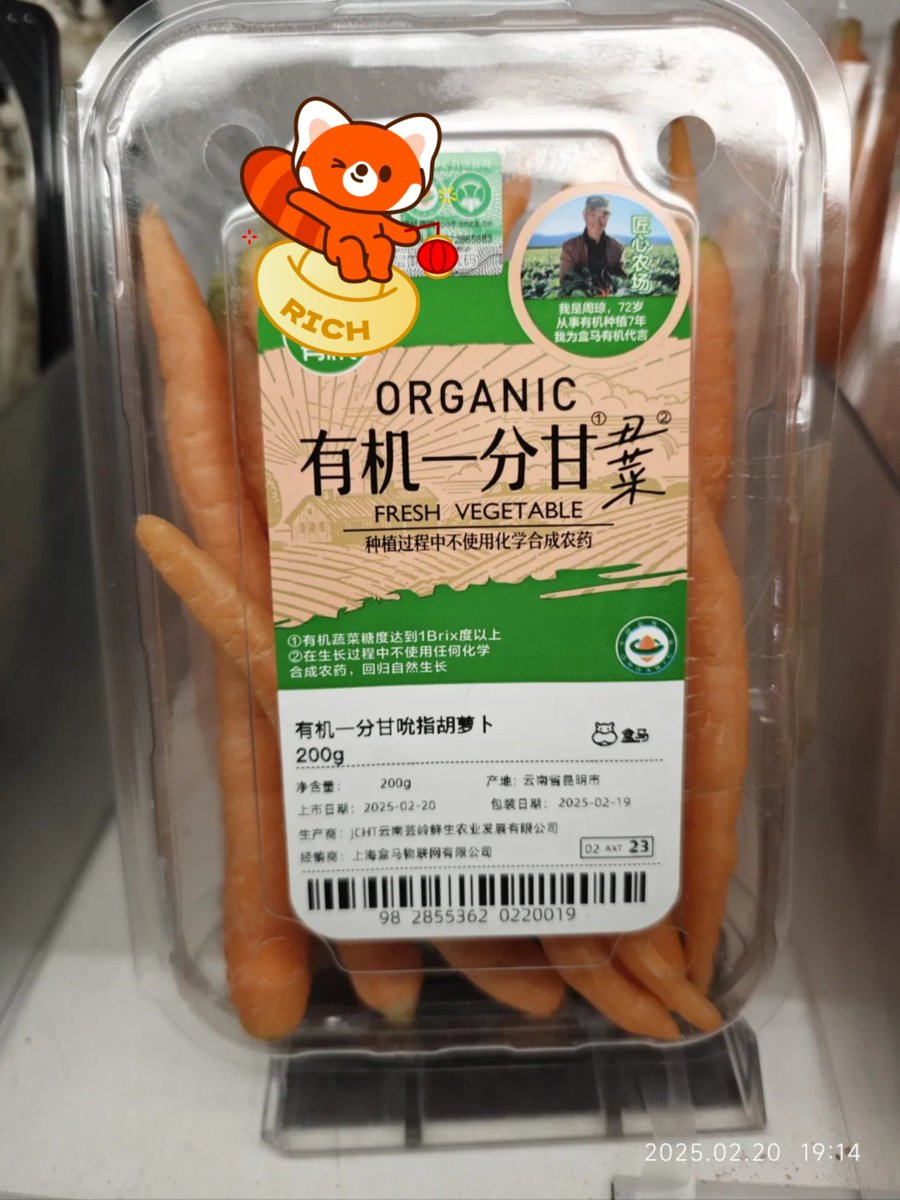 RICH
匠心农场
我是周琼，72岁
从事有机种植7年
我为盒马有机代言
ORGANIC
有机一分甘①丑菜②
FRESH VEGETABLE
种植过程中不使用化学合成农药
①有机蔬菜糖度达到1Brix度以上
②在生长过程中不使用任何化学
合成农药，回归自然生长
有机一分甘吮指胡萝卜
200g
盒马
净含量： 200g 产地：云南省昆明市
上市日期：2025-02-20 包装日期：2025-02-19
生产商：JCHT云南芸岭鲜生农业发展有限公司
经销商：上海盒马物联网有限公司
02 AXT 23
98 2855362 0220019
2025.02.20 19:14